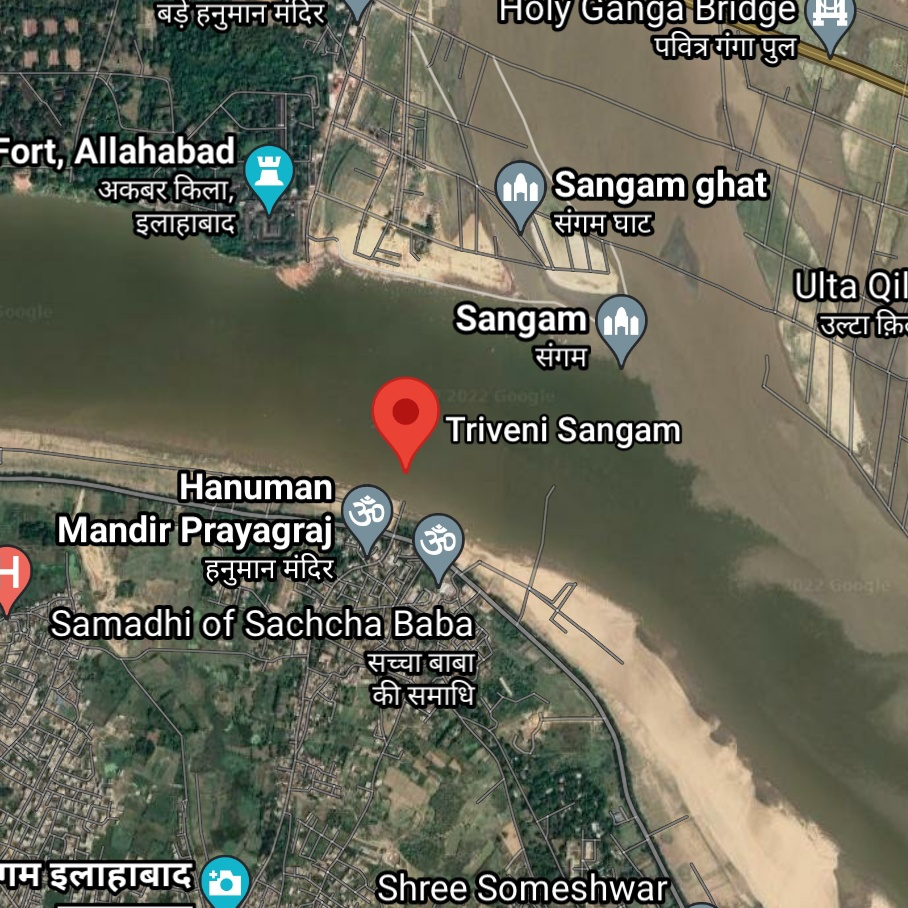 बड़े हनुमान मंदिर
Holy Ganga Bridge
पवित्र गंगा पुल
Fort, Allahabad
अकबर किला,
इलाहाबाद
Sangam ghat
संगम घाट
Google
Ulta Qil
उल्टा क़ि
Sangam
संगम
2022 Google
Triveni Sangam
Hanuman
Mandir Prayagraj
हनुमान मंदिर
ॐ
ॐ
H
2022 Google
Samadhi of Sachcha Baba
सच्चा बाबा
की समाधि
गम इलाहाबाद
Shree Someshwar